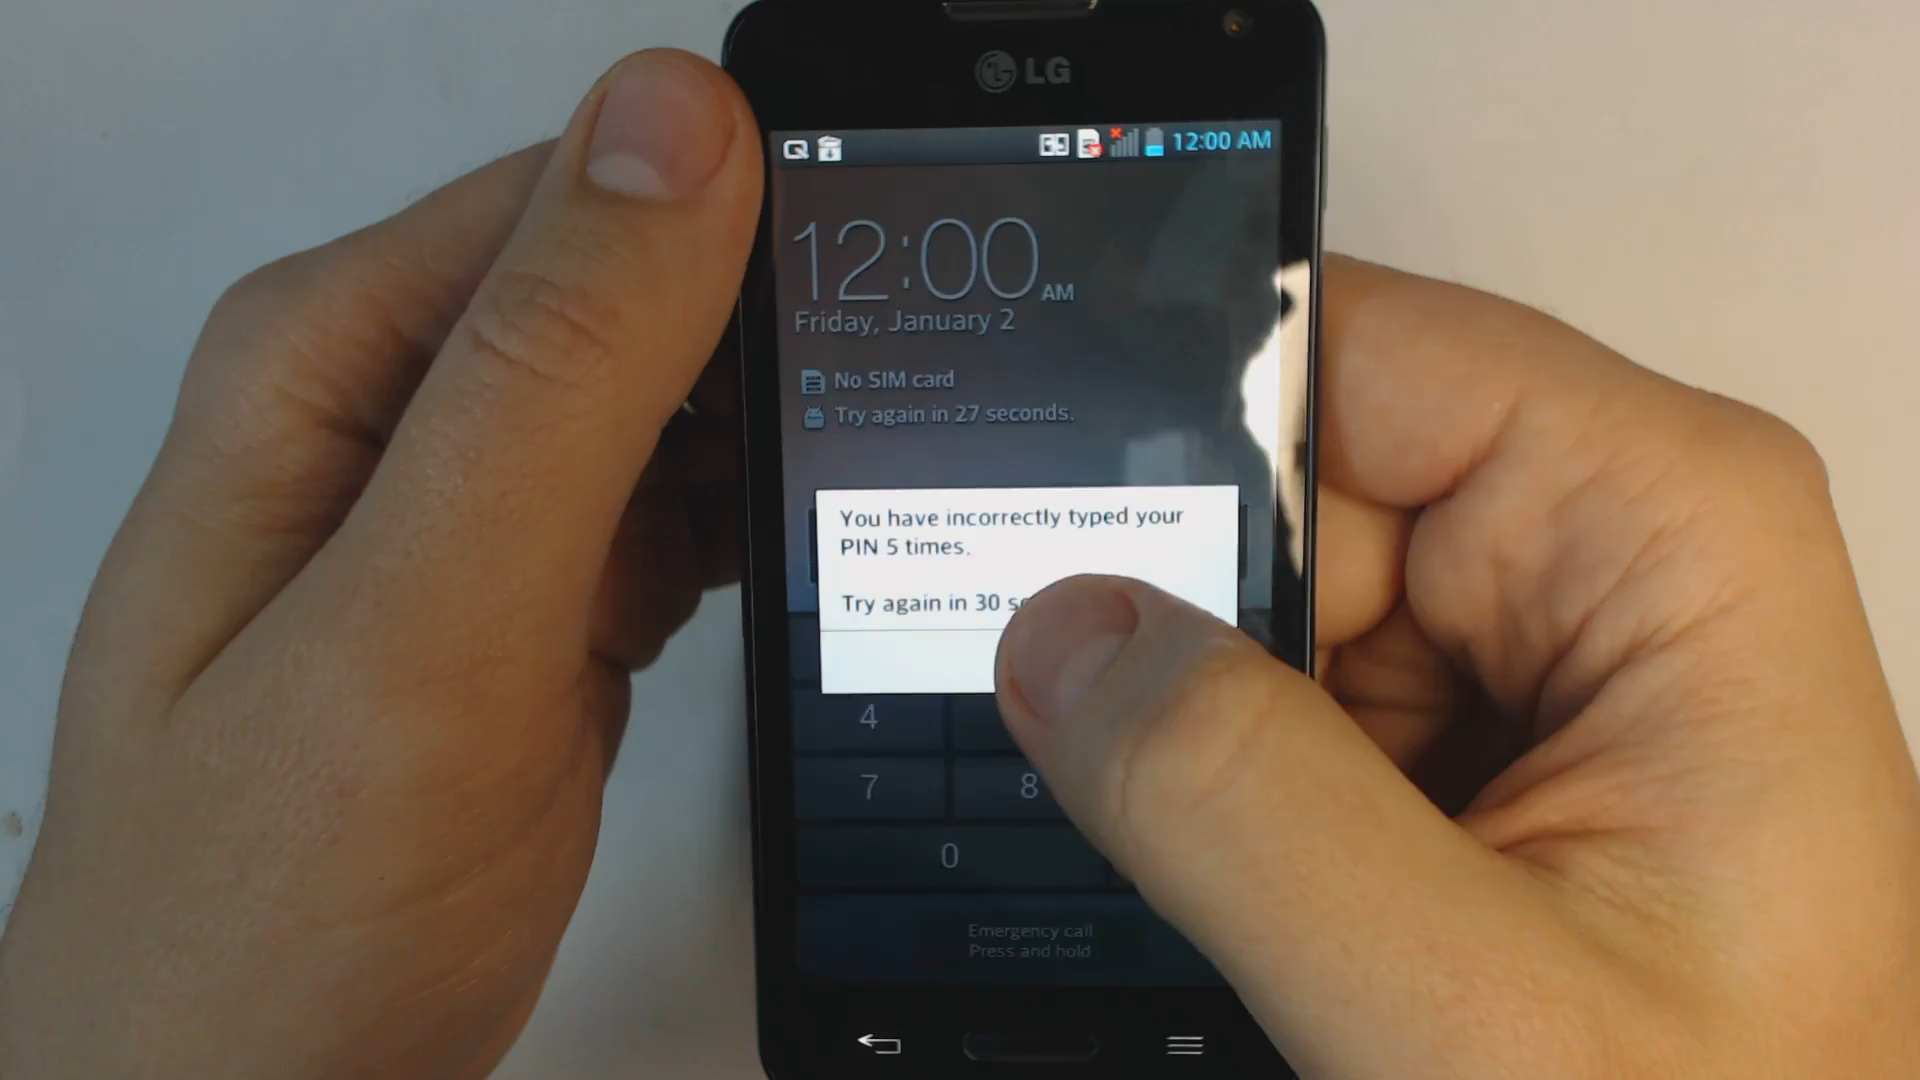 LG
12:00 AM
12:00 AM
Friday, January 2
No SIM card
Try again in 27 seconds.
You have incorrectly typed your
PIN 5 times.
Try again in 30
4
7 8
0
Emergency call
Press and hold